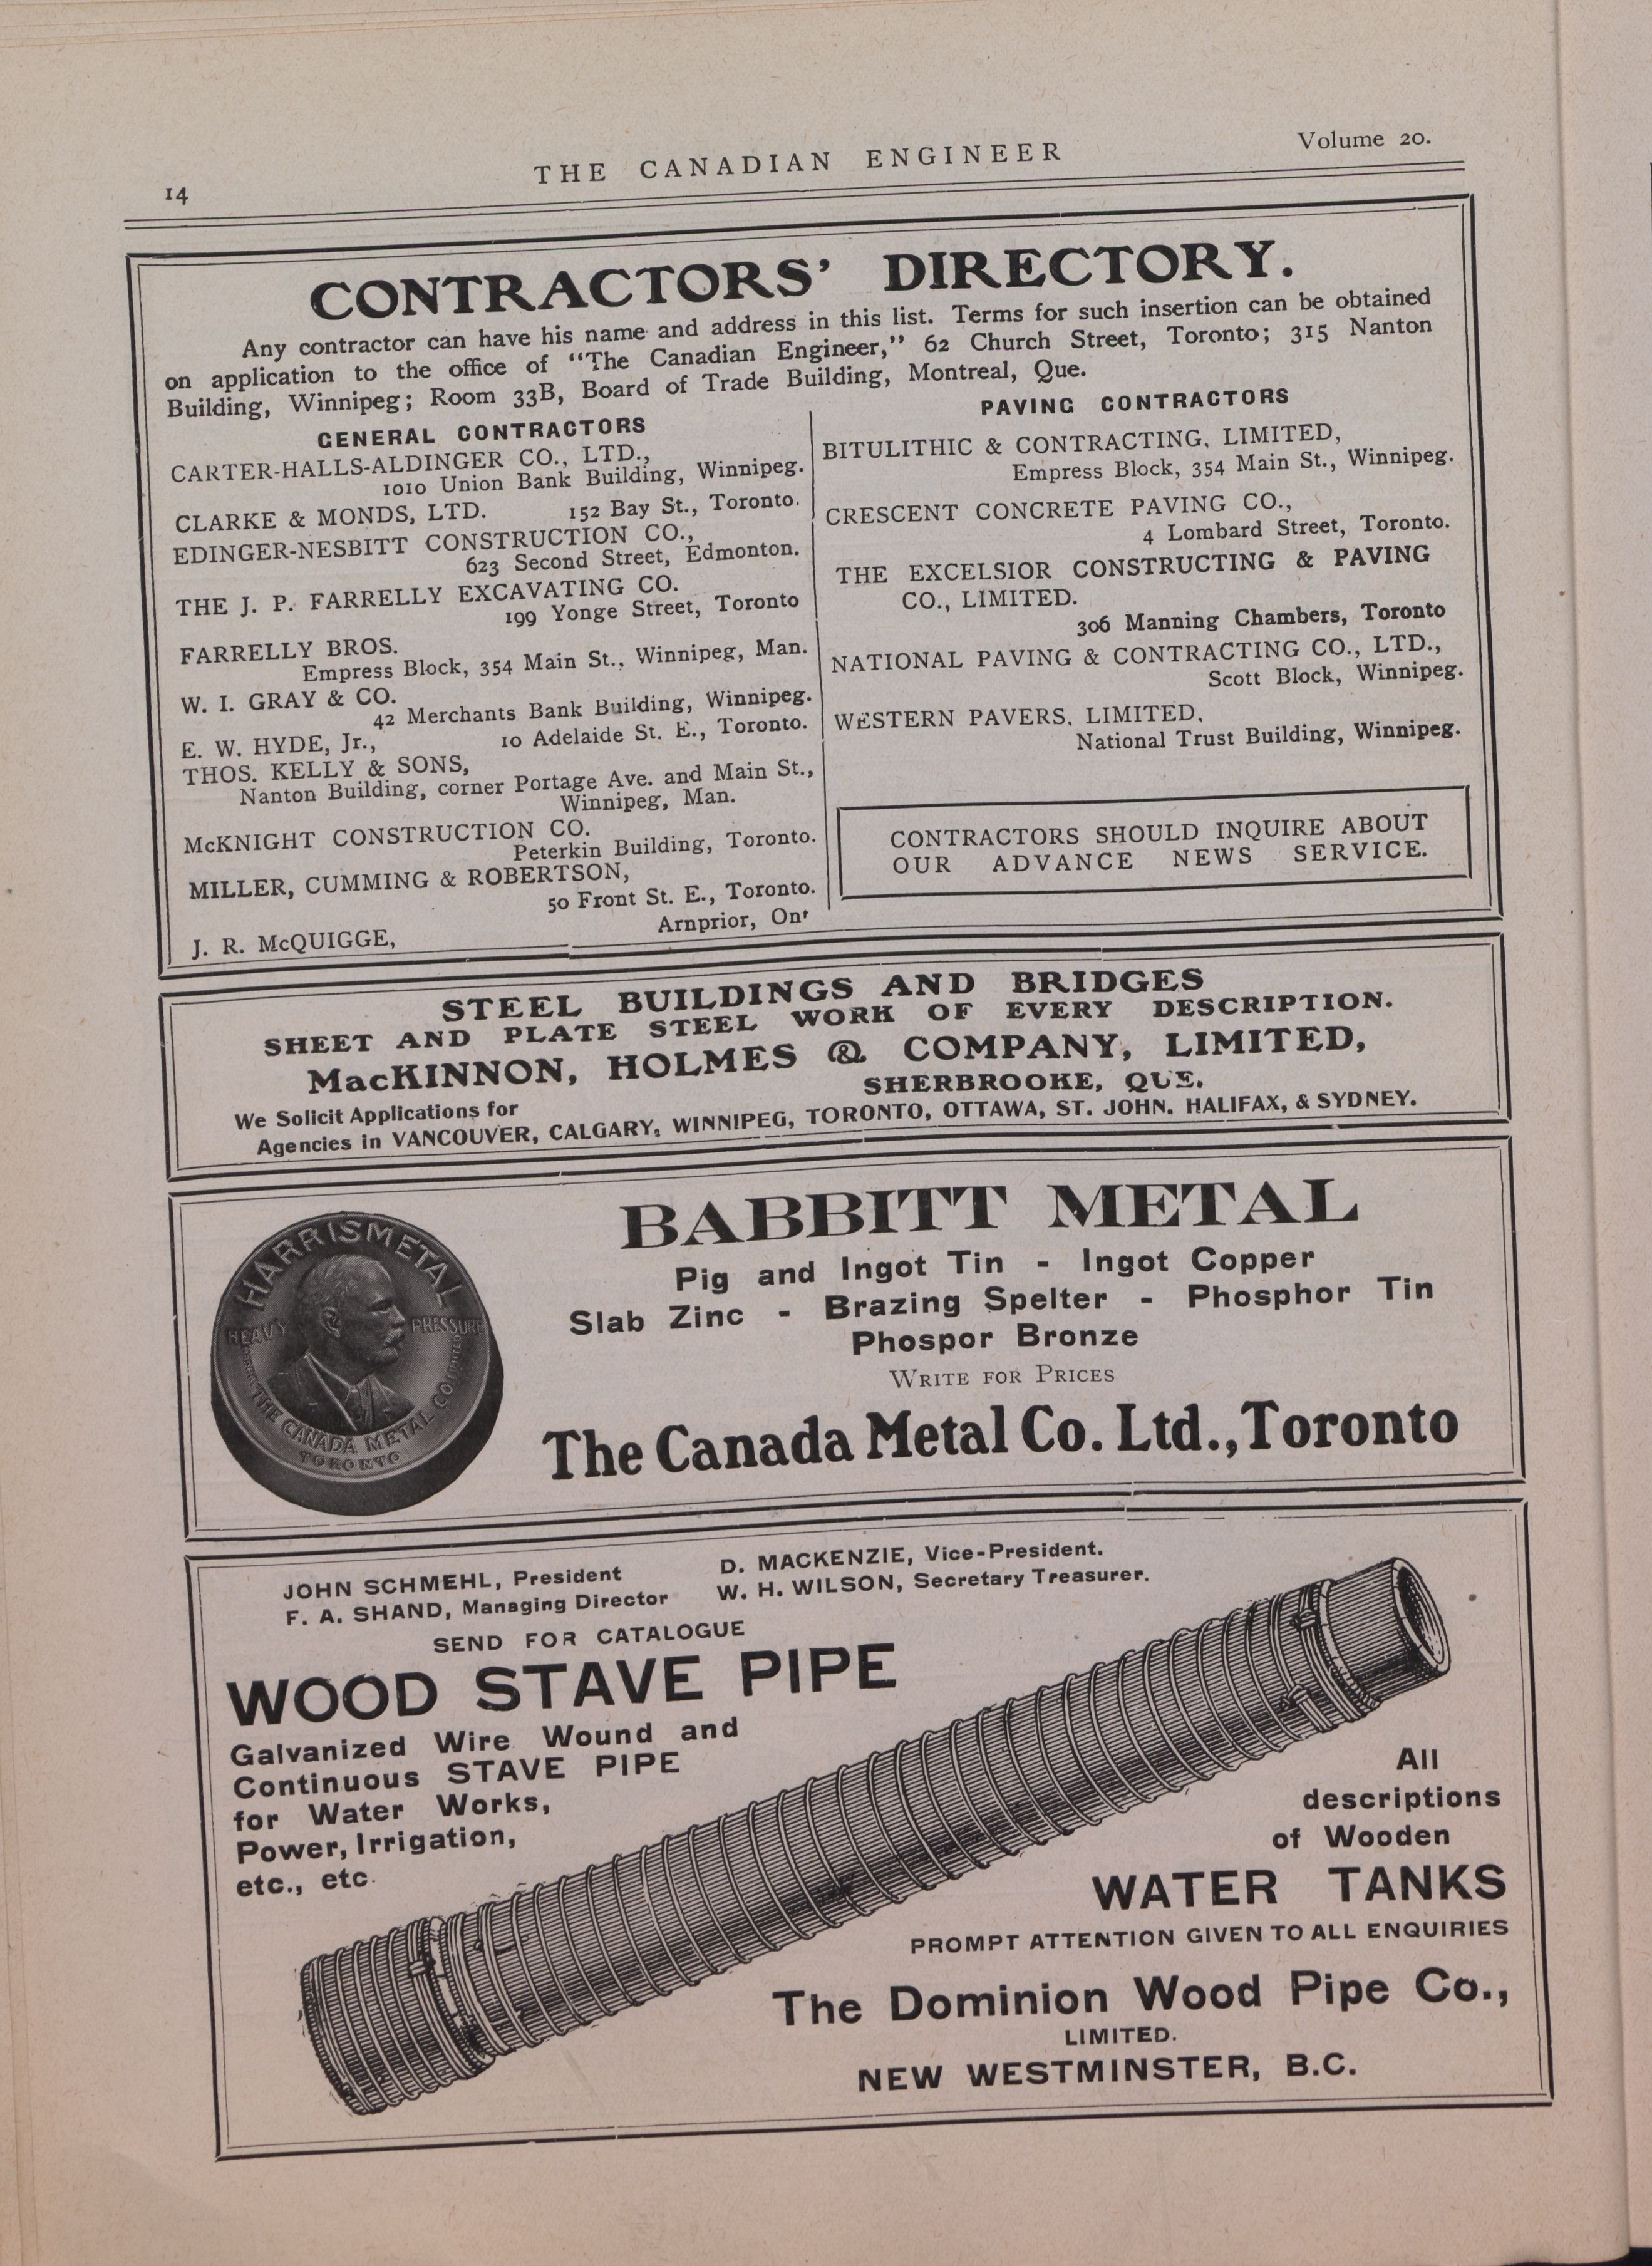 14
THE CANADIAN ENGINEER
Volume 20.
CONTRACTORS' DIRECTORY.
Any contractor can have his name and address in this list. Terms for such insertion can be obtained
on application to the office of "The Canadian Engineer," 62 Church Street, Toronto; 315 Nanton
Building, Winnipeg; Room 33B, Board of Trade Building, Montreal, Que.
GENERAL CONTRACTORS
CARTER-HALLS-ALDINGER CO., LTD.,
1010 Union Bank Building, Winnipeg.
CLARKE & MONDS, LTD. 152 Bay St., Toronto.
EDINGER-NESBITT CONSTRUCTION CO.,
623 Second Street, Edmonton.
THE J. P. FARRELLY EXCAVATING CO.
199 Yonge Street, Toronto
FARRELLY BROS.
Empress Block, 354 Main St., Winnipeg, Man.
W. I. GRAY & CO.
42 Merchants Bank Building, Winnipeg.
E. W. HYDE, Jr., 10 Adelaide St. E., Toronto.
THOS. KELLY & SONS,
Nanton Building, corner Portage Ave. and Main St.,
Winnipeg, Man.
McKNIGHT CONSTRUCTION CO.
Peterkin Building, Toronto.
MILLER, CUMMING & ROBERTSON,
50 Front St. E., Toronto.
J. R. McQUIGGE, Arnprior, Ont
PAVING CONTRACTORS
BITULITHIC & CONTRACTING, LIMITED,
Empress Block, 354 Main St., Winnipeg.
CRESCENT CONCRETE PAVING CO.,
4 Lombard Street, Toronto.
THE EXCELSIOR CONSTRUCTING & PAVING
CO., LIMITED.
306 Manning Chambers, Toronto
NATIONAL PAVING & CONTRACTING CO., LTD.,
Scott Block, Winnipeg.
WESTERN PAVERS, LIMITED,
National Trust Building, Winnipeg.
CONTRACTORS SHOULD INQUIRE ABOUT
OUR ADVANCE NEWS SERVICE.
STEEL BUILDINGS AND BRIDGES
SHEET AND PLATE STEEL WORK OF EVERY DESCRIPTION.
MacKINNON, HOLMES & COMPANY, LIMITED,
SHERBROOKE, QUE.
We Solicit Applications for
Agencies in VANCOUVER, CALGARY, WINNIPEG, TORONTO, OTTAWA, ST. JOHN, HALIFAX, & SYDNEY.
HARRISMETAL
HEAVY PRESSURE
THE CANADA METAL CO LIMITED
TORONTO
BABBITT METAL
Pig and Ingot Tin - Ingot Copper
Slab Zinc - Brazing Spelter - Phosphor Tin
Phospor Bronze
WRITE FOR PRICES
The Canada Metal Co. Ltd., Toronto
JOHN SCHMEHL, President
D. MACKENZIE, Vice-President.
F. A. SHAND, Managing Director
W. H. WILSON, Secretary Treasurer.
SEND FOR CATALOGUE
WOOD STAVE PIPE
Galvanized Wire Wound and
Continuous STAVE PIPE
for Water Works,
Power, Irrigation,
etc., etc.
All
descriptions
of Wooden
WATER TANKS
PROMPT ATTENTION GIVEN TO ALL ENQUIRIES
The Dominion Wood Pipe Co.,
LIMITED.
NEW WESTMINSTER, B.C.